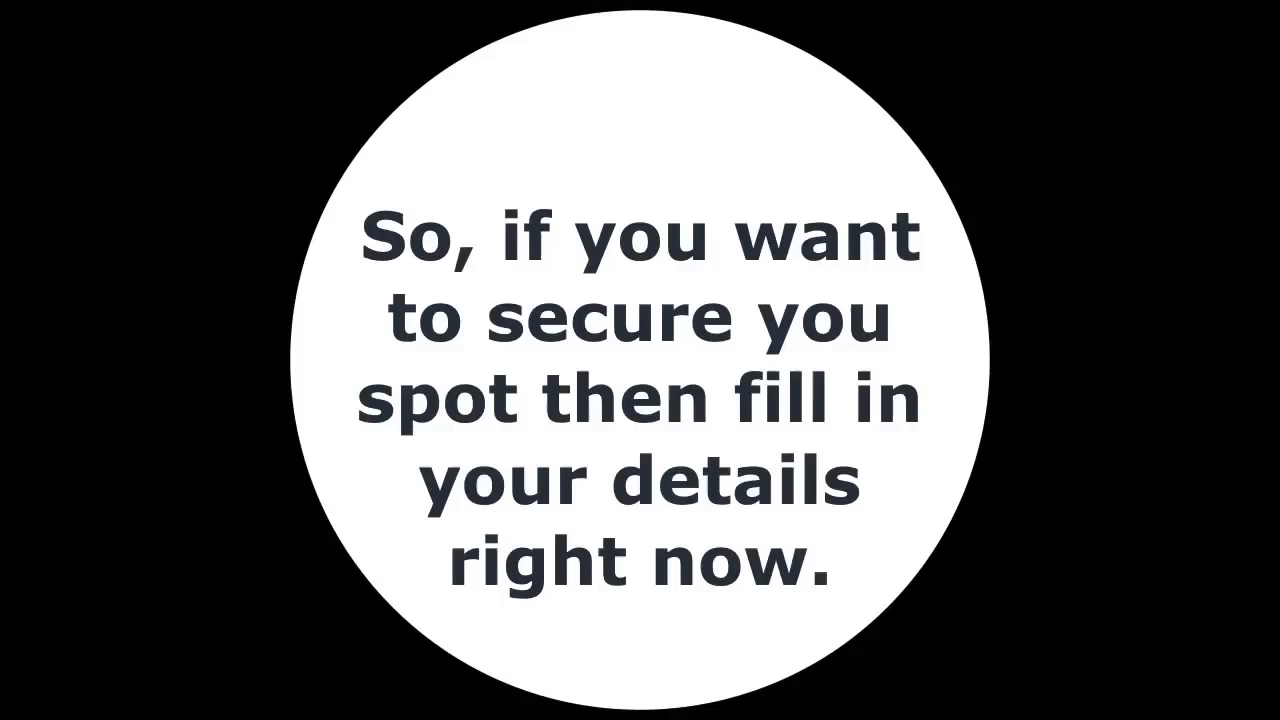 So, if you want
to secure you
spot then fill in
your details
right now.